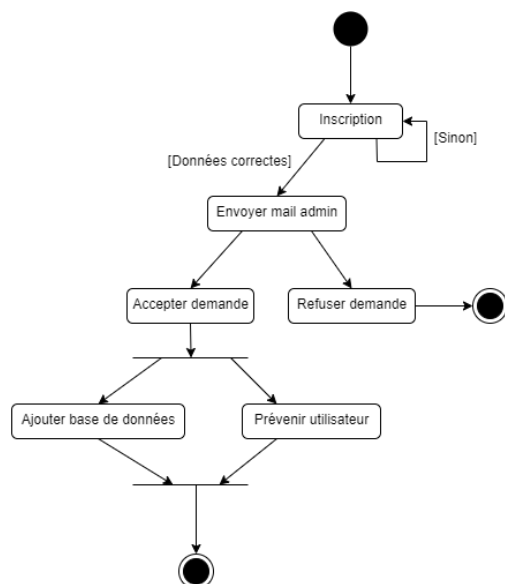 Inscription
[Sinon]
[Données correctes]
Envoyer mail admin
Accepter demande
Refuser demande
Ajouter base de données
Prévenir utilisateur